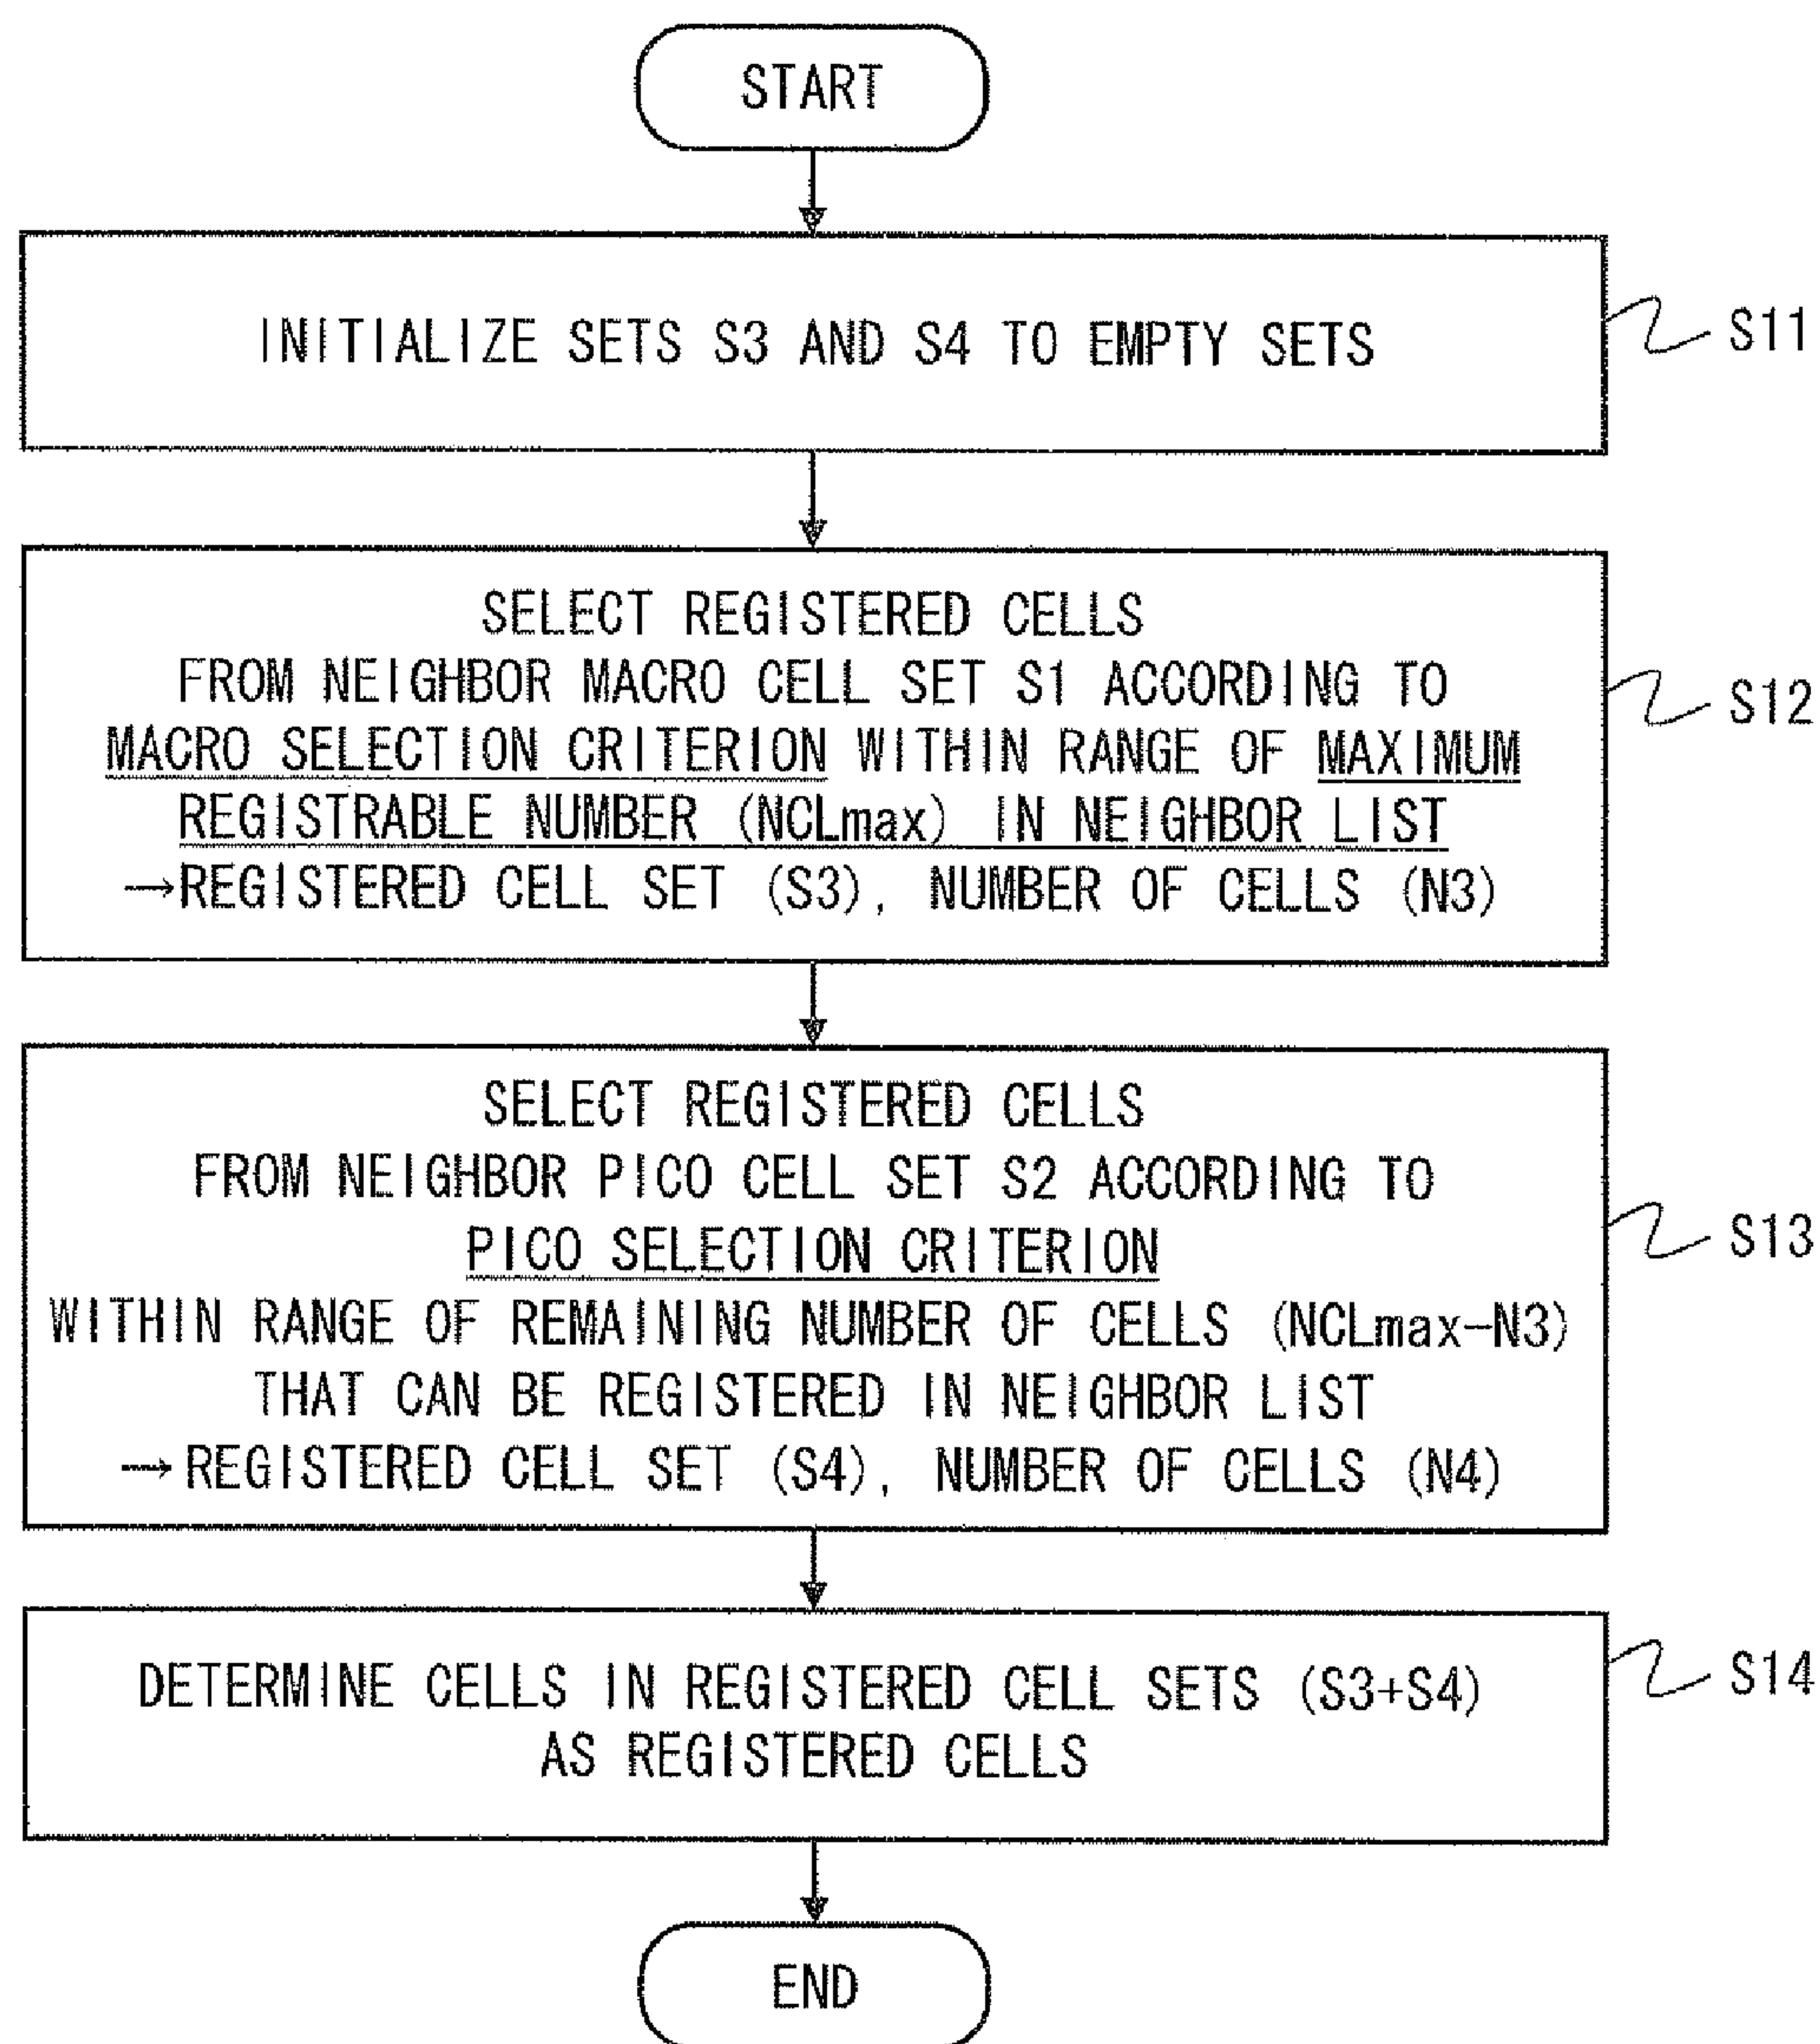 START
INITIALIZE SETS S3 AND S4 TO EMPTY SETS
S11
SELECT REGISTERED CELLS
FROM NEIGHBOR MACRO CELL SET S1 ACCORDING TO
MACRO SELECTION CRITERION WITHIN RANGE OF MAXIMUM
REGISTRABLE NUMBER (NCLmax) IN NEIGHBOR LIST
→REGISTERED CELL SET (S3), NUMBER OF CELLS (N3)
S12
SELECT REGISTERED CELLS
FROM NEIGHBOR PICO CELL SET S2 ACCORDING TO
PICO SELECTION CRITERION
WITHIN RANGE OF REMAINING NUMBER OF CELLS (NCLmax-N3)
THAT CAN BE REGISTERED IN NEIGHBOR LIST
→REGISTERED CELL SET (S4), NUMBER OF CELLS (N4)
S13
DETERMINE CELLS IN REGISTERED CELL SETS (S3+S4)
AS REGISTERED CELLS
S14
END